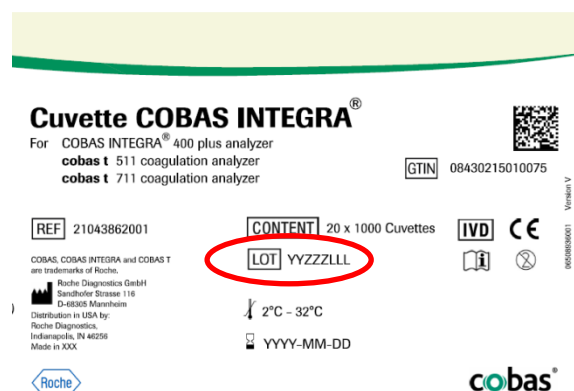 Cuvette COBAS INTEGRA®
For COBAS INTEGRA® 400 plus analyzer
cobas t 511 coagulation analyzer
cobas t 711 coagulation analyzer
GTIN 08430215010075
REF 21043862001
CONTENT 20 x 1000 Cuvettes
IVD CE
LOT YYZZZLLL
COBAS, COBAS INTEGRA and COBAS T
are trademarks of Roche.
Roche Diagnostics GmbH
Sandhofer Strasse 116
D-68305 Mannheim
Distribution in USA by:
Roche Diagnostics,
Indianapolis, IN 46256
Made in XXX
2°C - 32°C
YYYY-MM-DD
06508836001 Version V
Roche
cobas®